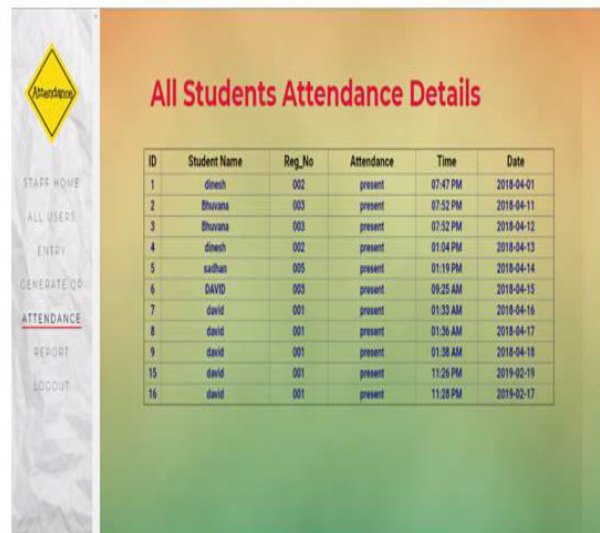 Attendance
STAFF HOME
ALL USERS
ENTRY
GENERATE QR
ATTENDANCE
REPORT
LOGOUT
All Students Attendance Details
ID Student Name Reg_No Attendance Time Date
1 dinesh 002 present 07:47 PM 2018-04-01
2 Bhuvana 003 present 07:52 PM 2018-04-11
3 Bhuvana 003 present 07:52 PM 2018-04-12
4 dinesh 002 present 01:04 PM 2018-04-13
5 sadhan 005 present 01:19 PM 2018-04-14
6 DAVID 003 present 09:25 AM 2018-04-15
7 david 001 present 01:33 AM 2018-04-16
8 david 001 present 01:36 AM 2018-04-17
9 david 001 present 01:38 AM 2018-04-18
15 david 001 present 11:26 PM 2019-02-19
16 david 001 present 11:28 PM 2019-02-17